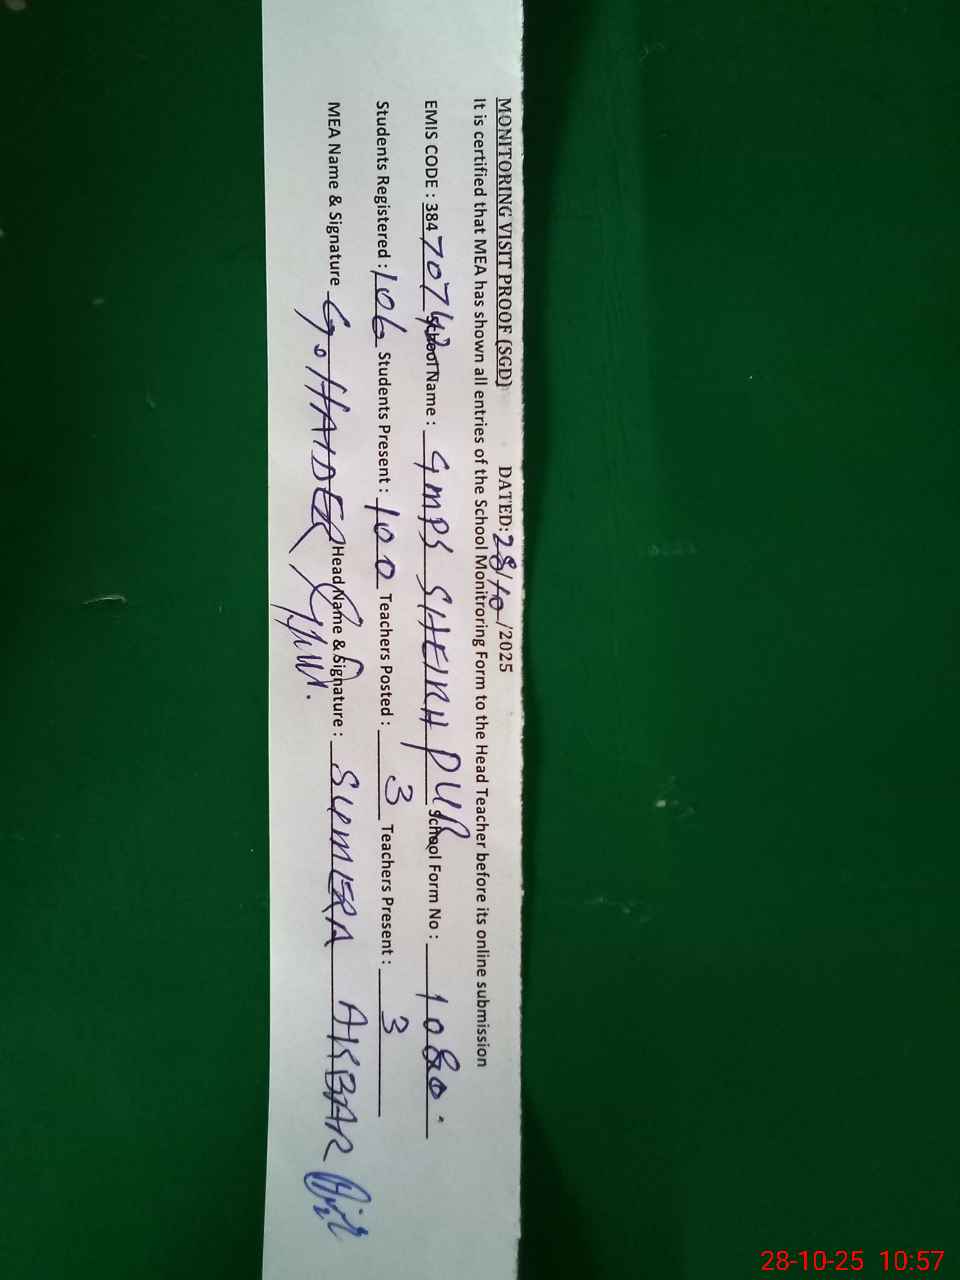 MONITORING VISIT PROOF (SGD) DATED: 28/10/2025
It is certified that MEA has shown all entries of the School Monitroring Form to the Head Teacher before its online submission
EMIS CODE : 384 70742 School Name : GMPS SHEIKH PUR School Form No : 1080
Students Registered : 106 Students Present : 100 Teachers Posted : 3 Teachers Present : 3
MEA Name & Signature G. HAIDER Head Name & Signature : SUMERA AKBAR
28-10-25 10:57